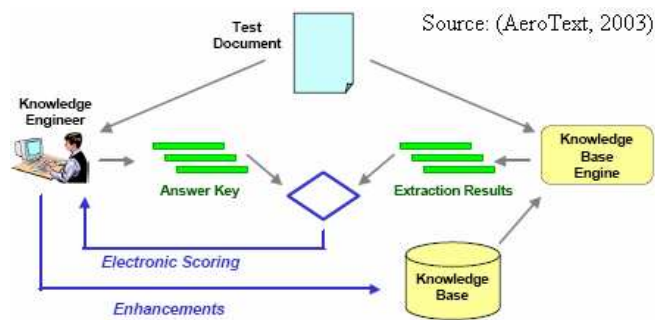 Test
Document
Source: (AeroText, 2003)
Knowledge
Engineer
Knowledge
Base
Engine
Answer Key
Extraction Results
Electronic Scoring
Knowledge
Base
Enhancements